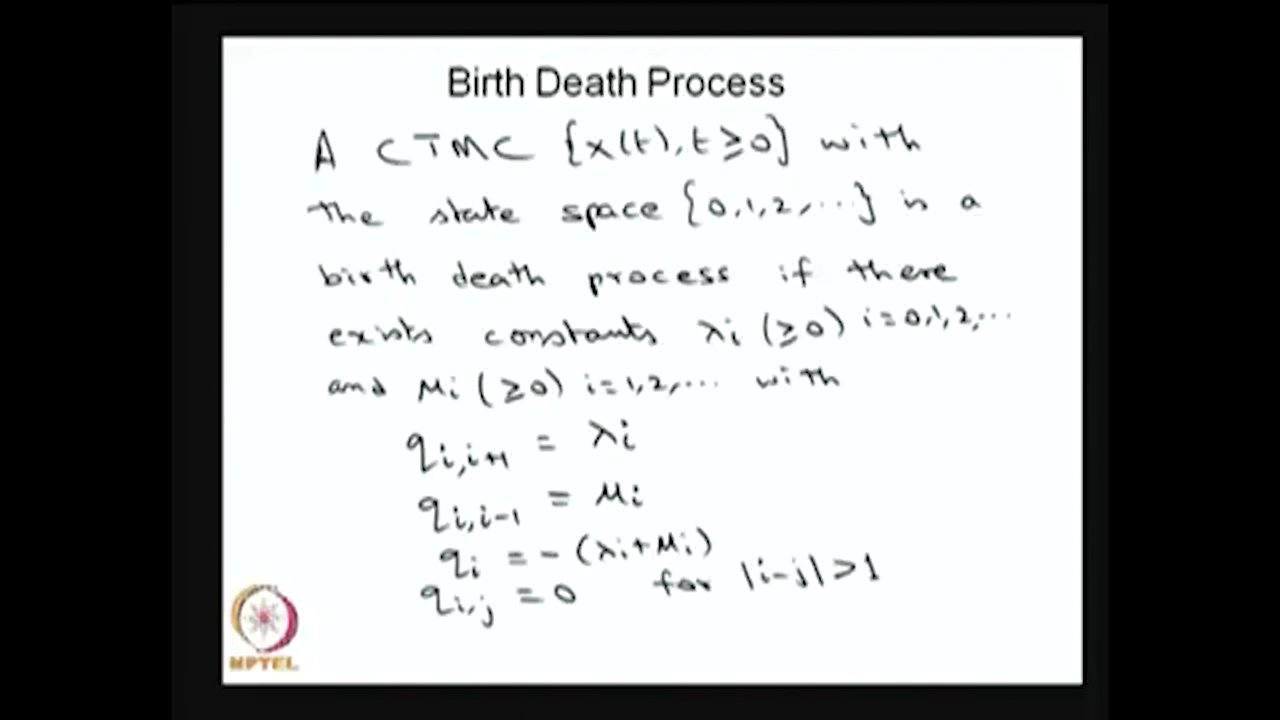 Birth Death Process
A CTMC {x(t), t ≥ 0} with
the state space {0, 1, 2, ...} is a
birth death process if there
exists constants λi (≥0) i = 0, 1, 2, ...
and μi (≥0) i = 1, 2, ... with
qi,i+1 = λi
qi,i-1 = μi
qi = -(λi + μi)
qi,j = 0 for |i-j| > 1
NPTEL